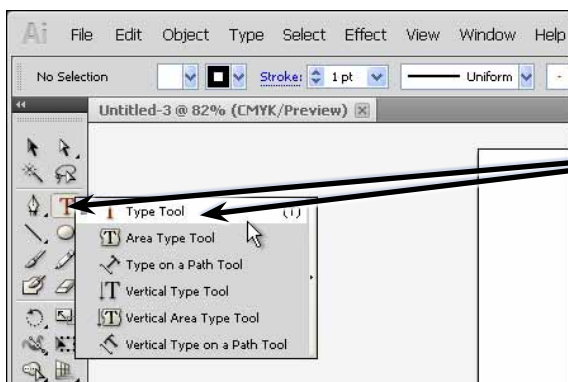 Ai File Edit Object Type Select Effect View Window Help
No Selection Stroke: 1 pt Uniform
Untitled-3 @ 82% (CMYK/Preview)
T Type Tool (T)
Area Type Tool
Type on a Path Tool
Vertical Type Tool
Vertical Area Type Tool
Vertical Type on a Path Tool